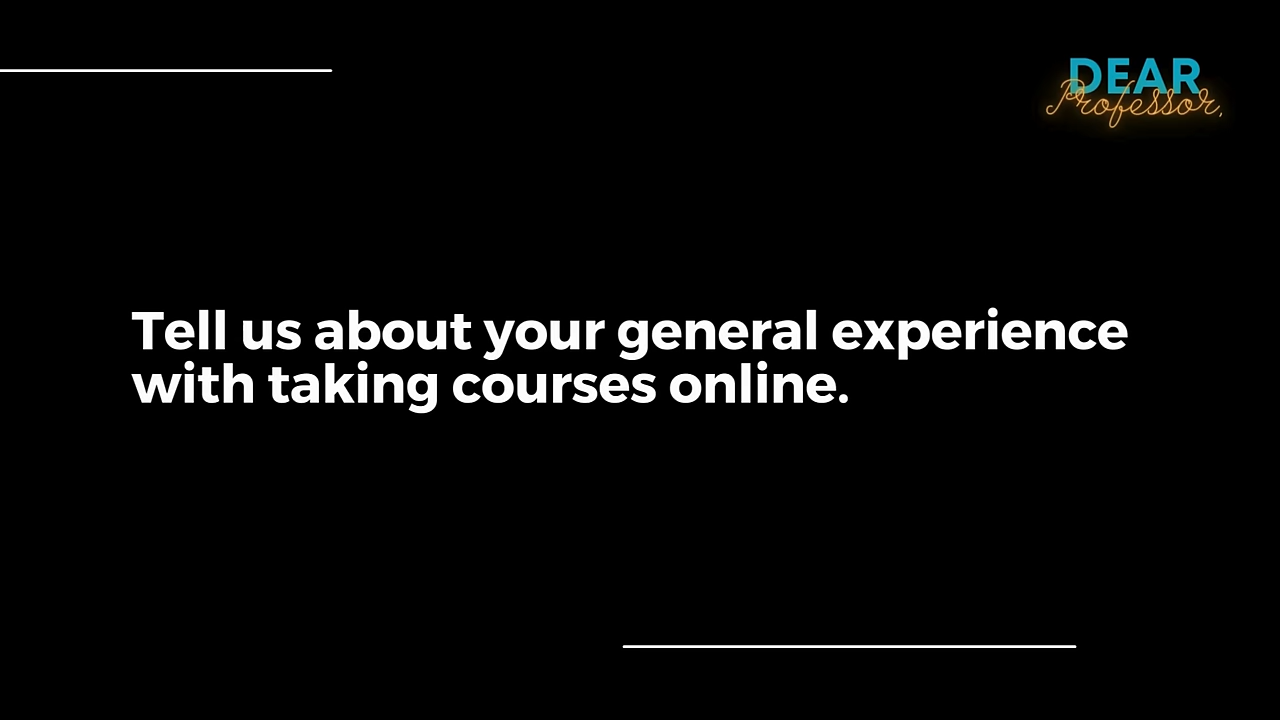 DEAR
Professor,
Tell us about your general experience
with taking courses online.